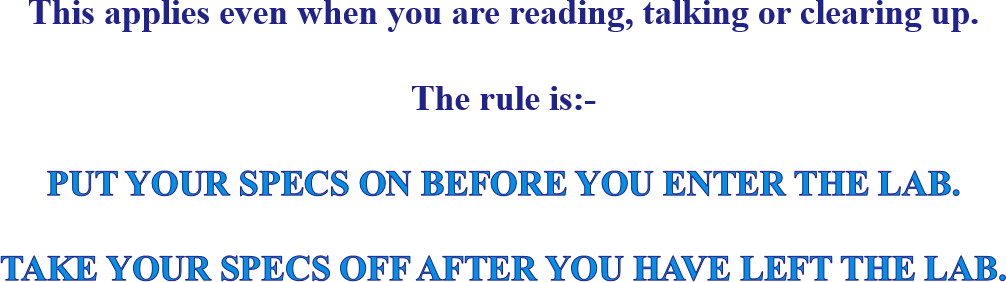 This applies even when you are reading, talking or clearing up.
The rule is:-
PUT YOUR SPECS ON BEFORE YOU ENTER THE LAB.
TAKE YOUR SPECS OFF AFTER YOU HAVE LEFT THE LAB.